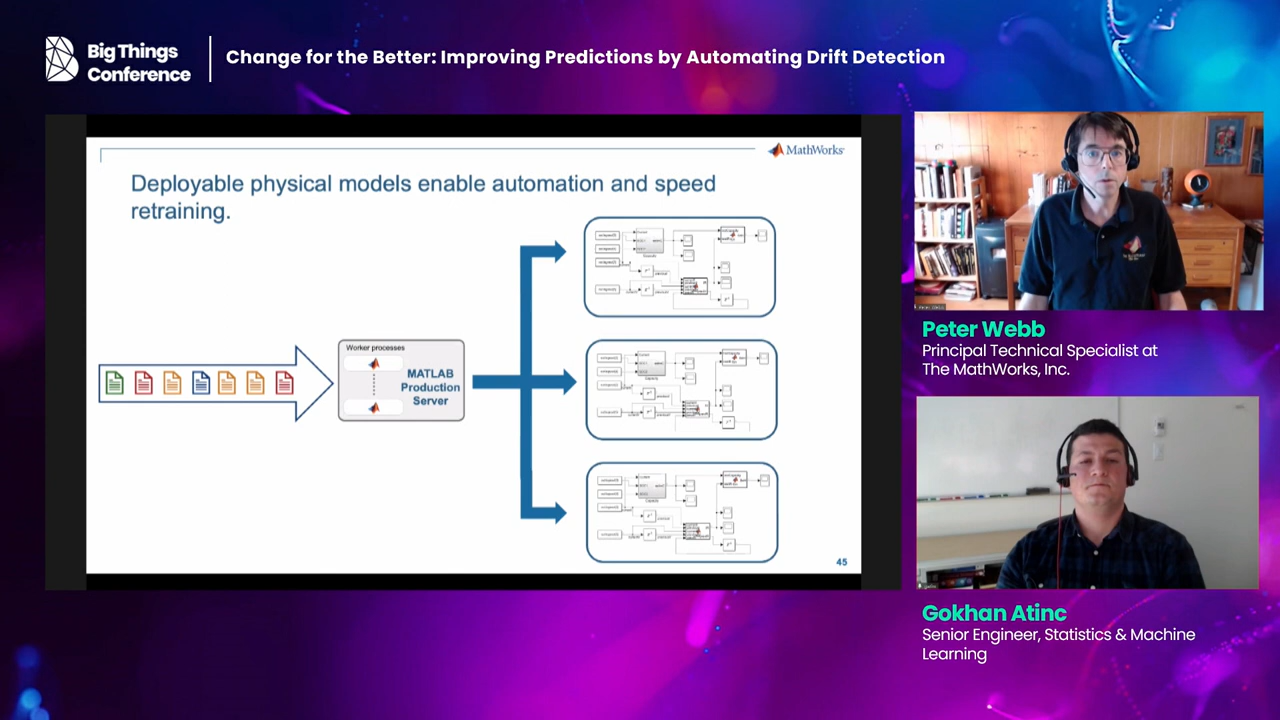 Big Things
Conference
Change for the Better: Improving Predictions by Automating Drift Detection
MathWorks
Deployable physical models enable automation and speed
retraining.
Worker processes
MATLAB
Production
Server
45
Peter Webb
Principal Technical Specialist at
The MathWorks, Inc.
Gokhan Atinc
Senior Engineer, Statistics & Machine
Learning